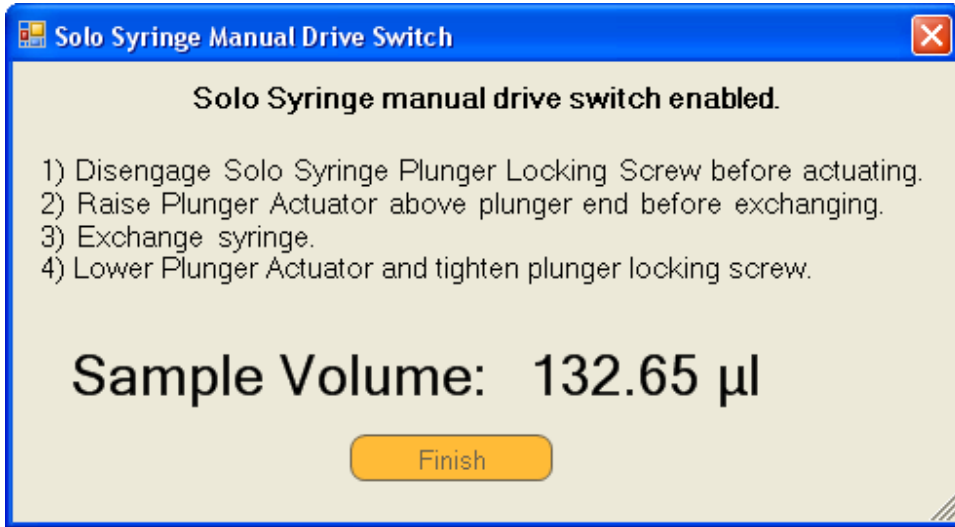 Solo Syringe Manual Drive Switch
Solo Syringe manual drive switch enabled.
1) Disengage Solo Syringe Plunger Locking Screw before actuating.
2) Raise Plunger Actuator above plunger end before exchanging.
3) Exchange syringe.
4) Lower Plunger Actuator and tighten plunger locking screw.
Sample Volume: 132.65 µl
Finish